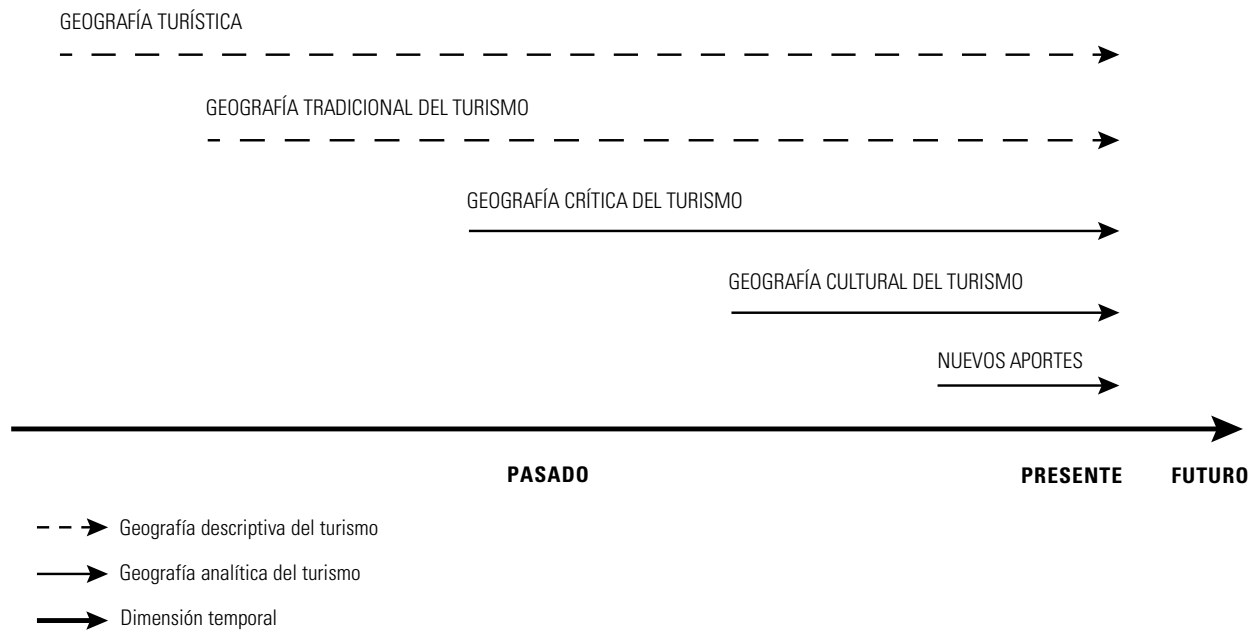 GEOGRAFÍA TURÍSTICA
GEOGRAFÍA TRADICIONAL DEL TURISMO
GEOGRAFÍA CRÍTICA DEL TURISMO
GEOGRAFÍA CULTURAL DEL TURISMO
NUEVOS APORTES
PASADO PRESENTE FUTURO
Geografía descriptiva del turismo
Geografía analítica del turismo
Dimensión temporal